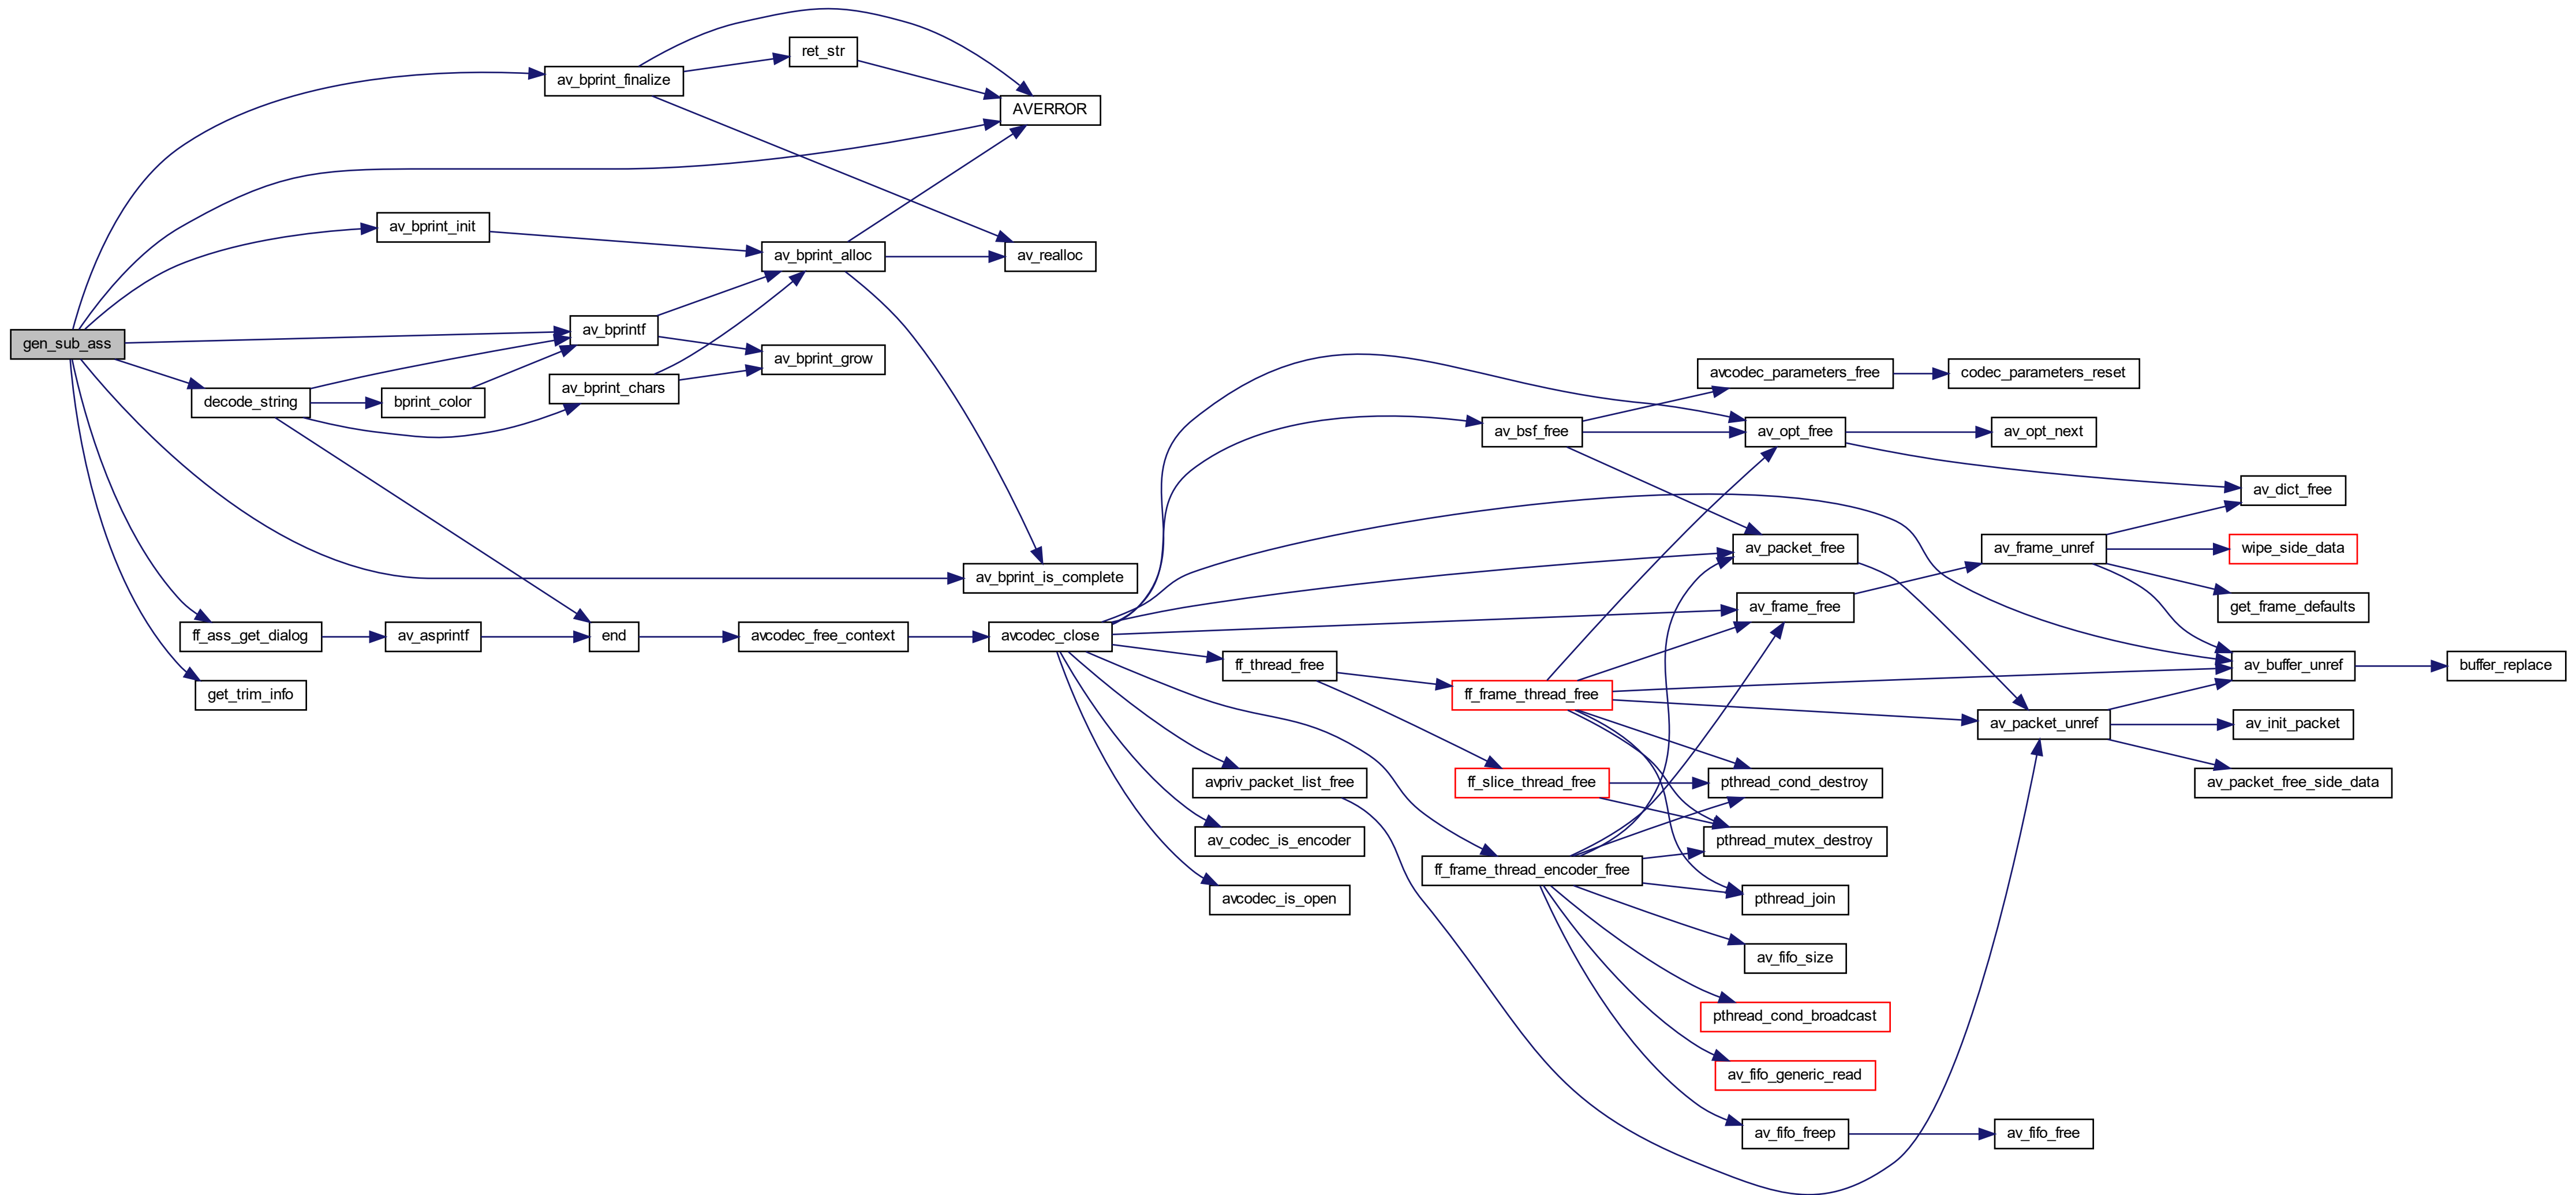 gen_sub_ass
av_bprint_finalize
ret_str
AVERROR
av_bprint_init
av_bprint_alloc
av_realloc
av_bprintf
av_bprint_grow
decode_string
bprint_color
av_bprint_chars
av_bprint_is_complete
ff_ass_get_dialog
av_asprintf
end
avcodec_free_context
avcodec_close
get_trim_info
ff_thread_free
avpriv_packet_list_free
av_codec_is_encoder
avcodec_is_open
av_bsf_free
ff_frame_thread_free
ff_slice_thread_free
ff_frame_thread_encoder_free
avcodec_parameters_free
codec_parameters_reset
av_opt_free
av_opt_next
av_dict_free
av_packet_free
av_frame_unref
wipe_side_data
av_frame_free
get_frame_defaults
av_buffer_unref
buffer_replace
av_packet_unref
av_init_packet
av_packet_free_side_data
pthread_cond_destroy
pthread_mutex_destroy
pthread_join
av_fifo_size
pthread_cond_broadcast
av_fifo_generic_read
av_fifo_freep
av_fifo_free